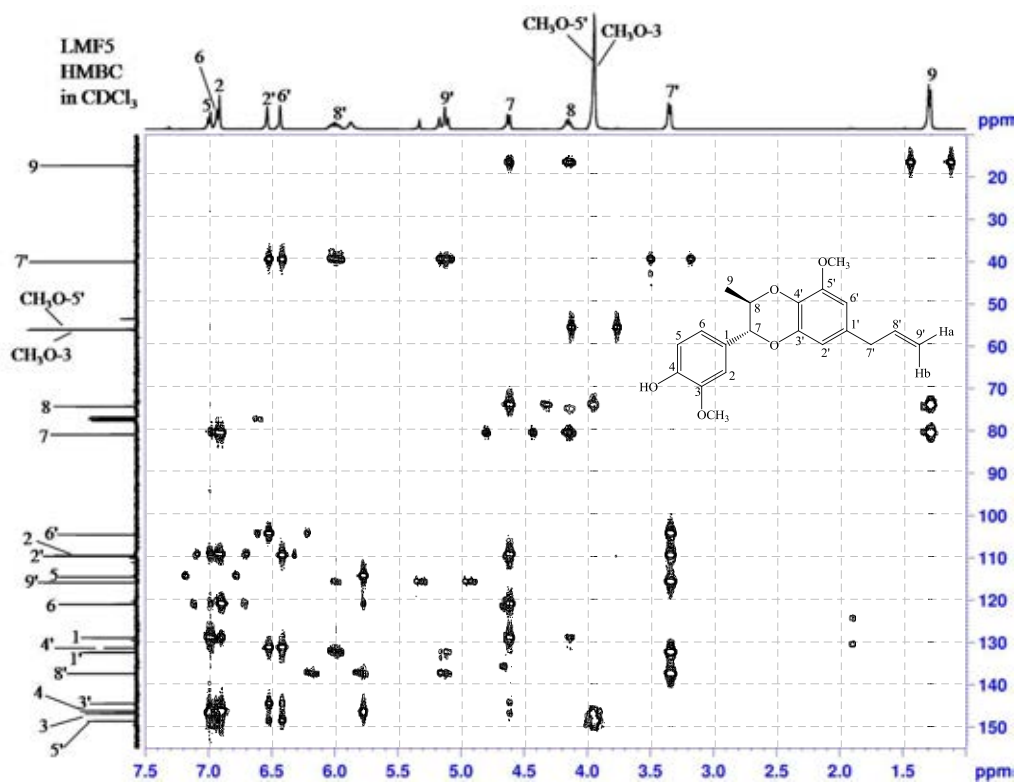 LMF5
HMBC
in CDCl3
CH3O-5'
CH3O-3
5 6 2 2' 6' 8' 9' 7 8 7' 9
ppm
9
7'
CH3O-5'
CH3O-3
8
7
6'
2
2'
5
9'
6
1
4'
1'
8'
4
3'
3
5'
20
30
40
50
60
70
80
90
100
110
120
130
140
150
OCH3
9 O 4' 5' 6'
8
5 6 7 O 3' 2' 1' 7' 8' 9' Ha
1
Hb
4 3 2
HO
OCH3
7.5 7.0 6.5 6.0 5.5 5.0 4.5 4.0 3.5 3.0 2.5 2.0 1.5 ppm